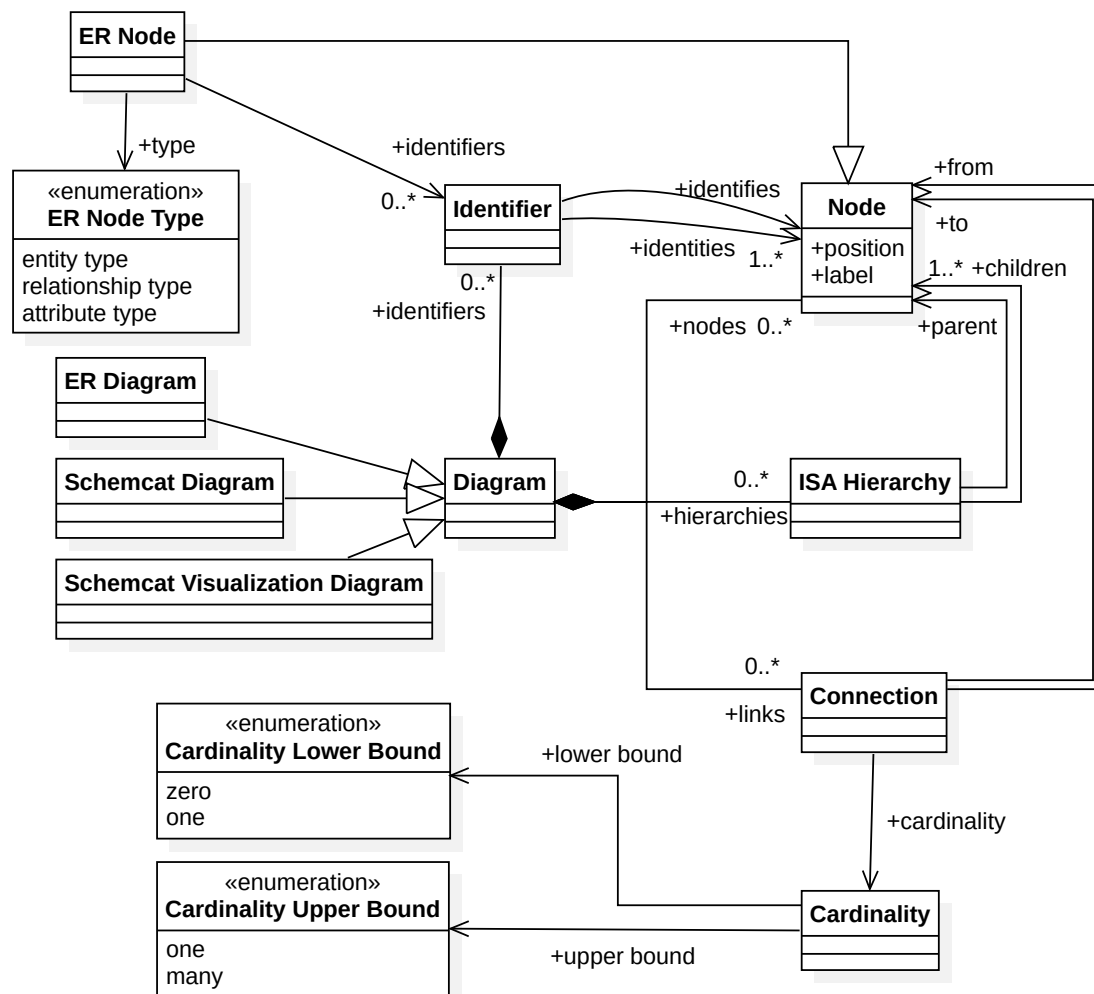 ER Node
+type
+identifiers
0..*
«enumeration»
ER Node Type
entity type
relationship type
attribute type
Identifier
+identifies
+identities
1..*
Node
+position
+label
+from
+to
1..* +children
+parent
0..*
+identifiers
+nodes 0..*
ER Diagram
Schemcat Diagram
Schemcat Visualization Diagram
Diagram
0..*
+hierarchies
ISA Hierarchy
0..*
+links
Connection
+cardinality
«enumeration»
Cardinality Lower Bound
zero
one
+lower bound
«enumeration»
Cardinality Upper Bound
one
many
+upper bound
Cardinality